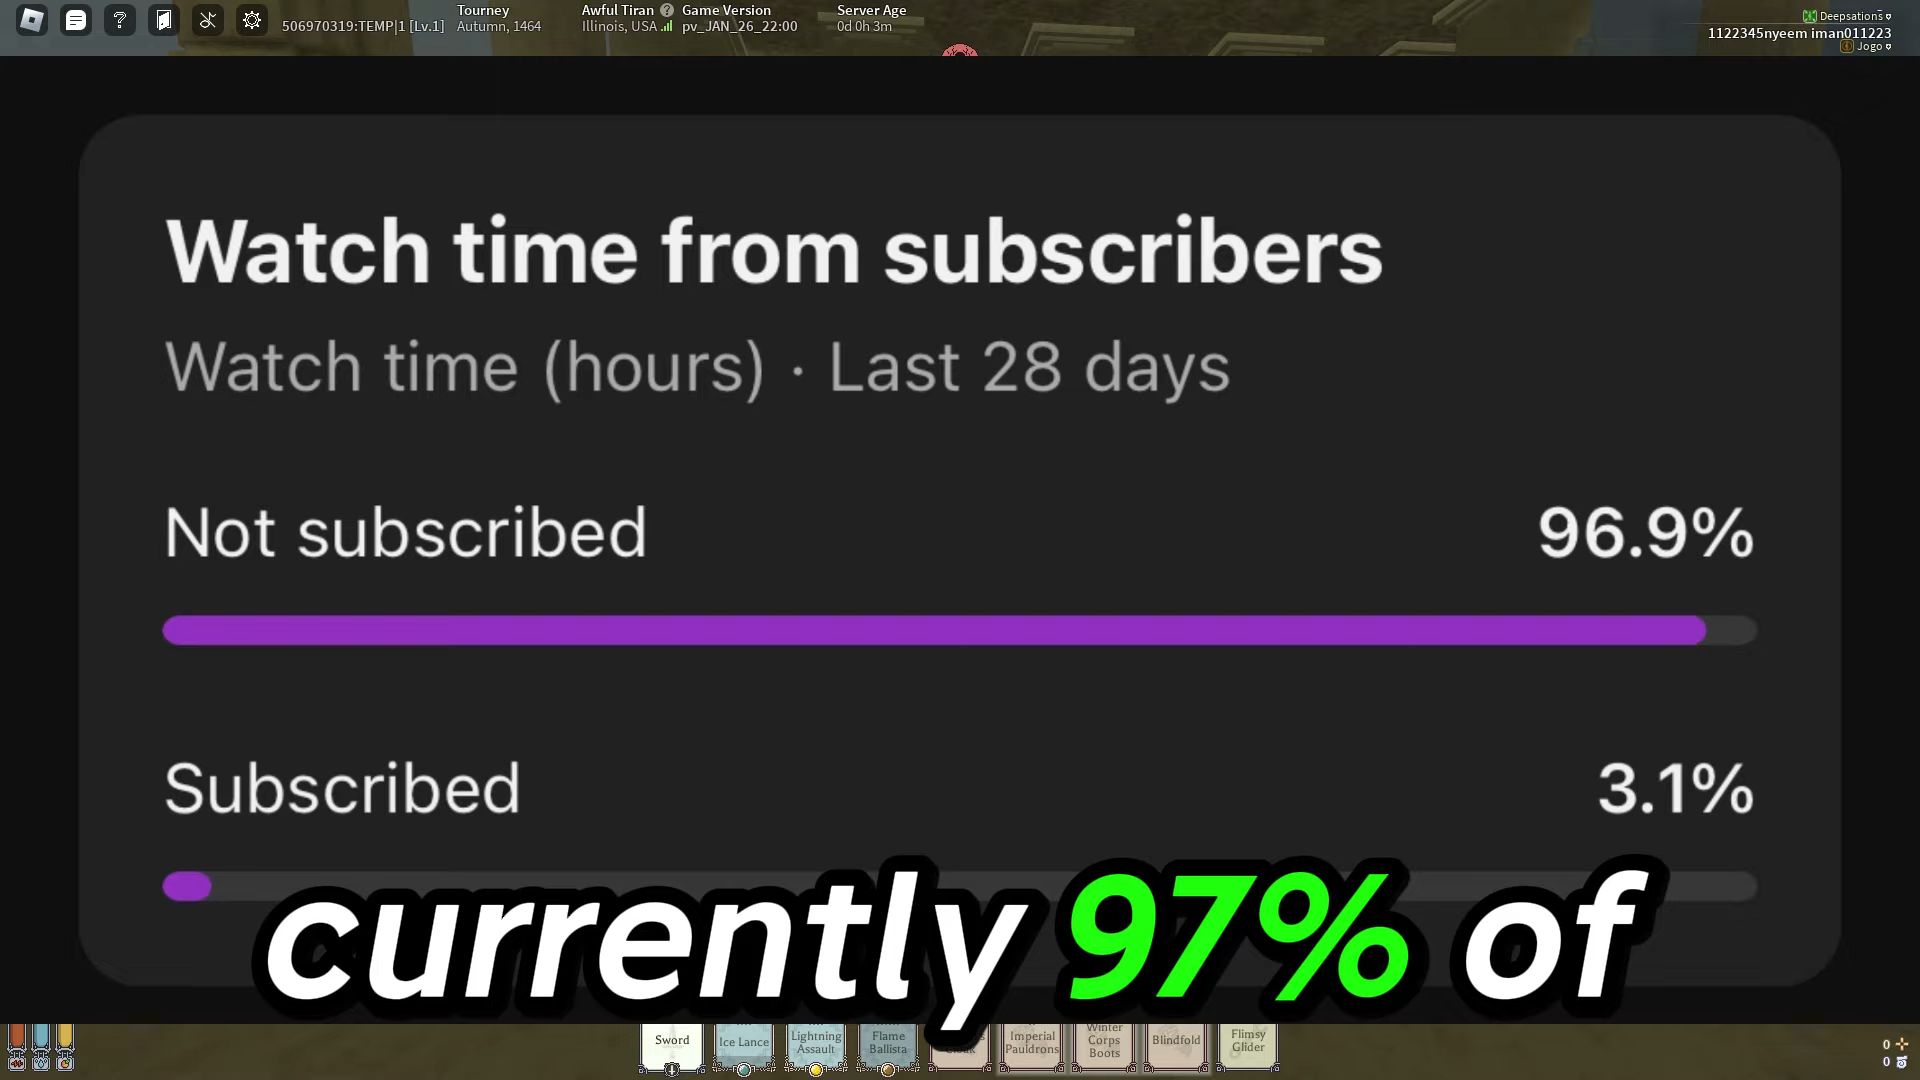 506970319:TEMP|1 [Lv.1]
Tourney
Autumn, 1464
Awful Tiran
Illinois, USA
Game Version
pv_JAN_26_22:00
Server Age
0d 0h 3m
Deepsations
1122345nyeem iman011223
Jogo
Watch time from subscribers
Watch time (hours) · Last 28 days
Not subscribed 96.9%
Subscribed 3.1%
currently 97% of
Sword
Ice Lance
Lightning Assault
Flame Ballista
Cloak
Imperial Pauldrons
Winter Corps Boots
Blindfold
Flimsy Glider
0
0